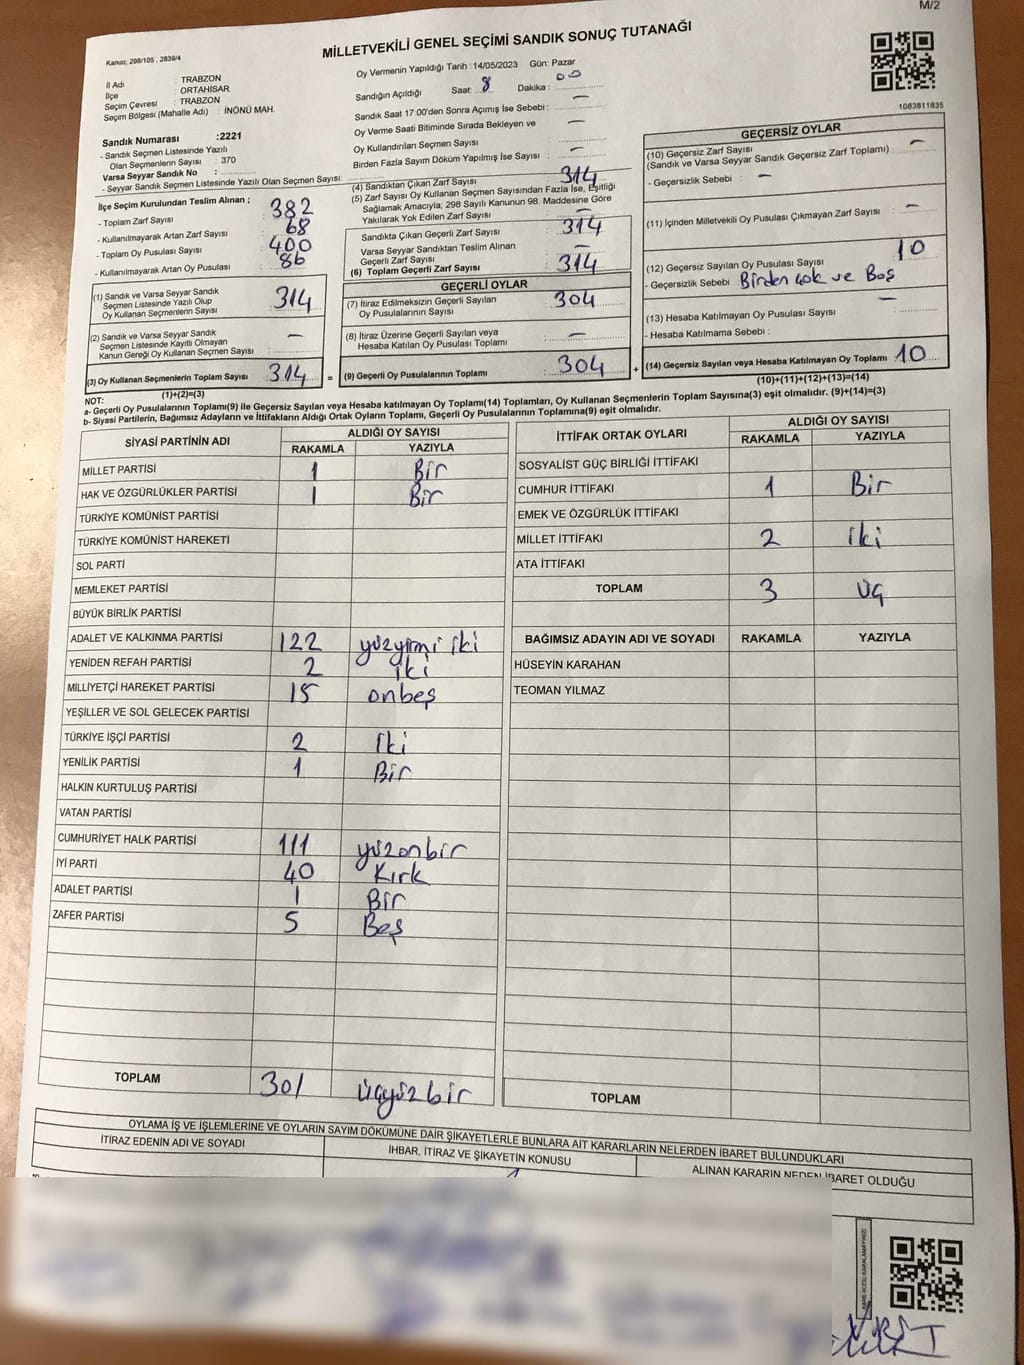 M/2
Kanun; 298/105 , 2839/4
MİLLETVEKİLİ GENEL SEÇİMİ SANDIK SONUÇ TUTANAĞI
İl Adı : TRABZON
İlçe : ORTAHİSAR
Seçim Çevresi : TRABZON
Seçim Bölgesi (Mahalle Adı) : İNÖNÜ MAH.
Sandık Numarası :2221
- Sandık Seçmen Listesinde Yazılı
Olan Seçmenlerin Sayısı : 370
Varsa Seyyar Sandık No :
- Seyyar Sandık Seçmen Listesinde Yazılı Olan Seçmen Sayısı:
İlçe Seçim Kurulundan Teslim Alınan ;
- Toplam Zarf Sayısı : 382
- Kullanılmayarak Artan Zarf Sayısı : 68
- Toplam Oy Pusulası Sayısı : 400
- Kullanılmayarak Artan Oy Pusulası : 86
(1) Sandık ve Varsa Seyyar Sandık
Seçmen Listesinde Yazılı Olup
Oy Kullanan Seçmenlerin Sayısı : 314
(2) Sandık ve Varsa Seyyar Sandık
Seçmen Listesinde Kayıtlı Olmayan
Kanun Gereği Oy Kullanan Seçmen Sayısı : —
(3) Oy Kullanan Seçmenlerin Toplam Sayısı 314
(1)+(2)=(3)
Oy Vermenin Yapıldığı Tarih : 14/05/2023 Gün: Pazar
Sandığın Açıldığı Saat: 8 Dakika : 00
Sandık Saat 17.00'den Sonra Açımış İse Sebebi : —
Oy Verme Saati Bitiminde Sırada Bekleyen ve
Oy Kullandırılan Seçmen Sayısı : —
Birden Fazla Sayım Döküm Yapılmış İse Sayısı : —
(4) Sandıktan Çıkan Zarf Sayısı : 314
(5) Zarf Sayısı Oy Kullanan Seçmen Sayısından Fazla İse, Eşitliği
Sağlamak Amacıyla; 298 Sayılı Kanunun 98. Maddesine Göre
Yakılarak Yok Edilen Zarf Sayısı : —
Sandıkta Çıkan Geçerli Zarf Sayısı : 314
Varsa Seyyar Sandıktan Teslim Alınan
Geçerli Zarf Sayısı : —
(6) Toplam Geçerli Zarf Sayısı : 314
GEÇERLİ OYLAR
(7) İtiraz Edilmeksizin Geçerli Sayılan
Oy Pusulalarının Sayısı : 304
(8) İtiraz Üzerine Geçerli Sayılan veya
Hesaba Katılan Oy Pusulası Toplamı : —
= (9) Geçerli Oy Pusulalarının Toplamı : 304 +
1083811835
GEÇERSİZ OYLAR
(10) Geçersiz Zarf Sayısı : —
(Sandık ve Varsa Seyyar Sandık Geçersiz Zarf Toplamı) :
- Geçersizlik Sebebi : —
(11) İçinden Milletvekili Oy Pusulası Çıkmayan Zarf Sayısı : —
(12) Geçersiz Sayılan Oy Pusulası Sayısı : 10
- Geçersizlik Sebebi : Birden çok ve Boş
(13) Hesaba Katılmayan Oy Pusulası Sayısı : —
- Hesaba Katılmama Sebebi :
(14) Geçersiz Sayılan veya Hesaba Katılmayan Oy Toplamı : 10
(10)+(11)+(12)+(13)=(14)
NOT:
a- Geçerli Oy Pusulalarının Toplamı(9) ile Geçersiz Sayılan veya Hesaba Katılmayan Oy Toplamı(14) Toplamları, Oy Kullanan Seçmenlerin Toplam Sayısına(3) eşit olmalıdır. (9)+(14)=(3)
b- Siyasi Partilerin, Bağımsız Adayların ve İttifakların Aldığı Ortak Oyların Toplamı, Geçerli Oy Pusulalarının Toplamına(9) eşit olmalıdır.
SİYASİ PARTİNİN ADI ALDIĞI OY SAYISI
RAKAMLA YAZIYLA
MİLLET PARTİSİ 1 Bir
HAK VE ÖZGÜRLÜKLER PARTİSİ 1 Bir
TÜRKİYE KOMÜNİST PARTİSİ
TÜRKİYE KOMÜNİST HAREKETİ
SOL PARTİ
MEMLEKET PARTİSİ
BÜYÜK BİRLİK PARTİSİ
ADALET VE KALKINMA PARTİSİ 122 yüzyirmi iki
YENİDEN REFAH PARTİSİ 2 iki
MİLLİYETÇİ HAREKET PARTİSİ 15 onbeş
YEŞİLLER VE SOL GELECEK PARTİSİ
TÜRKİYE İŞÇİ PARTİSİ 2 İki
YENİLİK PARTİSİ 1 Bir
HALKIN KURTULUŞ PARTİSİ
VATAN PARTİSİ
CUMHURİYET HALK PARTİSİ 111 yüzonbir
İYİ PARTİ 40 Kırk
ADALET PARTİSİ 1 Bir
ZAFER PARTİSİ 5 Beş
TOPLAM 301 üçyüz bir
İTTİFAK ORTAK OYLARI ALDIĞI OY SAYISI
RAKAMLA YAZIYLA
SOSYALİST GÜÇ BİRLİĞİ İTTİFAKI
CUMHUR İTTİFAKI 1 Bir
EMEK VE ÖZGÜRLÜK İTTİFAKI
MİLLET İTTİFAKI 2 iki
ATA İTTİFAKI
TOPLAM 3 üç
BAĞIMSIZ ADAYIN ADI VE SOYADI RAKAMLA YAZIYLA
HÜSEYİN KARAHAN
TEOMAN YILMAZ
TOPLAM
OYLAMA İŞ VE İŞLEMLERİNE VE OYLARIN SAYIM DÖKÜMÜNE DAİR ŞİKAYETLERLE BUNLARA AİT KARARLARIN NELERDEN İBARET BULUNDUKLARI
İTİRAZ EDENİN ADI VE SOYADI İHBAR, İTİRAZ VE ŞİKAYETİN KONUSU ALINAN KARARIN NEDEN İBARET OLDUĞU